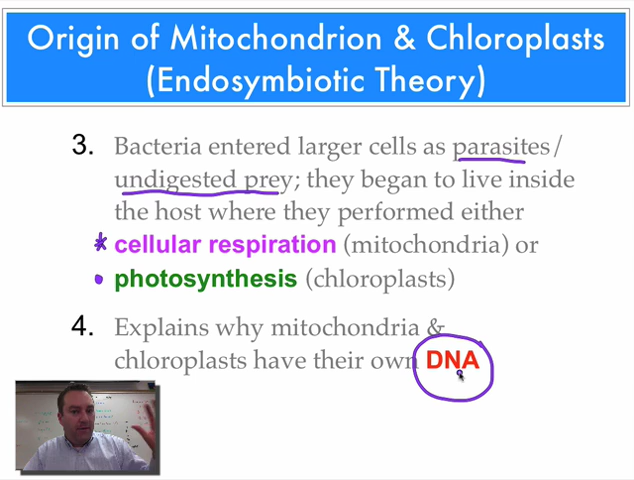 Origin of Mitochondrion & Chloroplasts
(Endosymbiotic Theory)
3. Bacteria entered larger cells as parasites/
undigested prey; they began to live inside
the host where they performed either
cellular respiration (mitochondria) or
photosynthesis (chloroplasts)
4. Explains why mitochondria &
chloroplasts have their own DNA